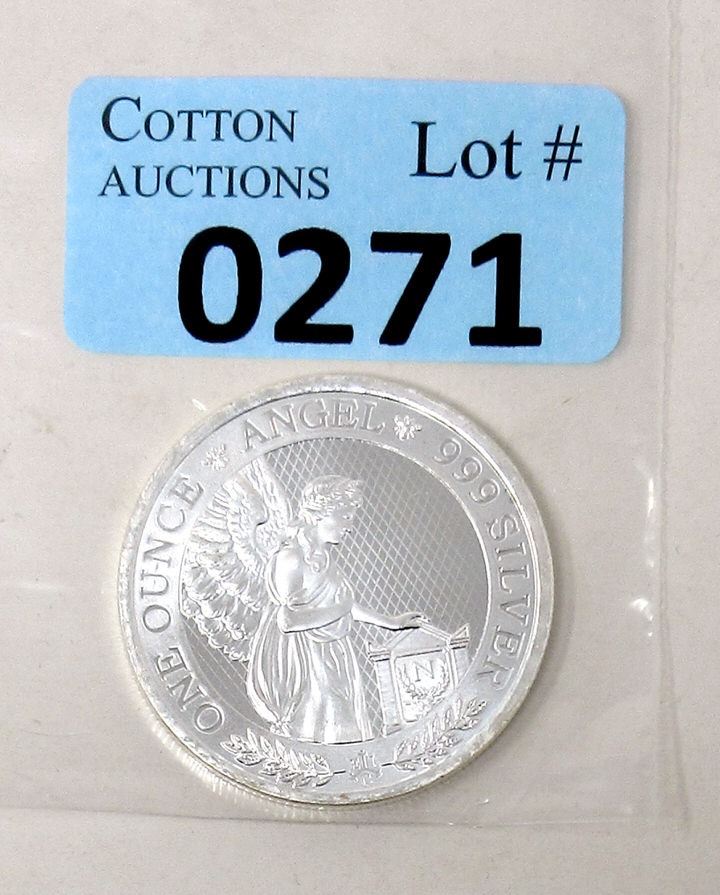 COTTON
AUCTIONS
Lot #
0271
ONE OUNCE ANGEL 999 SILVER
N